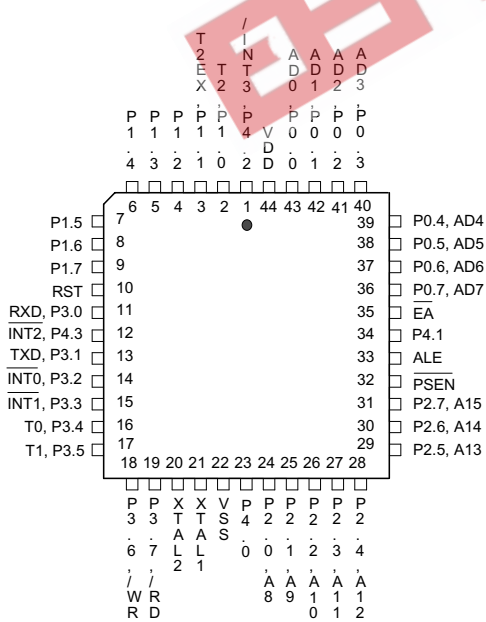 P1.4
P1.3
P1.2
T2EX,P1.1
T2,P1.0
/INT3,P4.2
VDD
AD0,P0.0
AD1,P0.1
AD2,P0.2
AD3,P0.3
6 5 4 3 2 1 44 43 42 41 40
P1.5 7
P1.6 8
P1.7 9
RST 10
RXD, P3.0 11
INT2, P4.3 12
TXD, P3.1 13
INT0, P3.2 14
INT1, P3.3 15
T0, P3.4 16
T1, P3.5 17
39 P0.4, AD4
38 P0.5, AD5
37 P0.6, AD6
36 P0.7, AD7
35 EA
34 P4.1
33 ALE
32 PSEN
31 P2.7, A15
30 P2.6, A14
29 P2.5, A13
18 19 20 21 22 23 24 25 26 27 28
P3.6,/WR
P3.7,/RD
XTAL2
XTAL1
VSS
P4.0
P2.0,A8
P2.1,A9
P2.2,A10
P2.3,A11
P2.4,A12